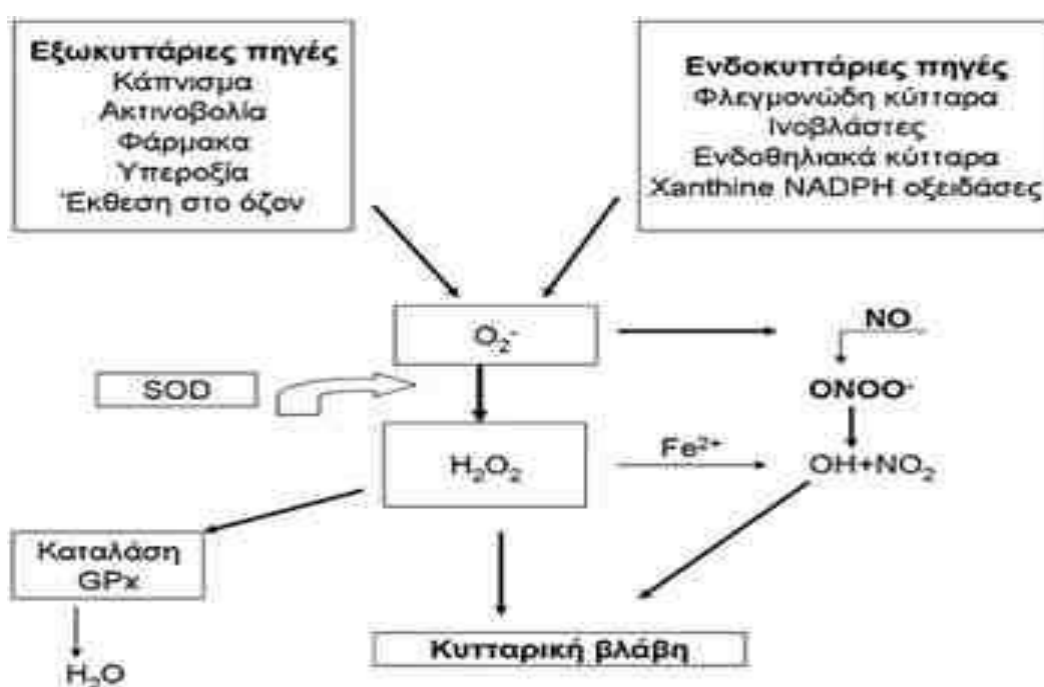 Εξωκυττάριες πηγές
Κάπνισμα
Ακτινοβολία
Φάρμακα
Υπεροξία
Έκθεση στο όζον
Ενδοκυττάριες πηγές
Φλεγμονώδη κύτταρα
Ινοβλάστες
Ενδοθηλιακά κύτταρα
Xanthine NADPH οξειδάσες
O₂⁻
NO
SOD
ONOO⁻
H₂O₂
Fe²⁺
OH+NO₂
Καταλάση
GPx
Κυτταρική βλάβη
H₂O